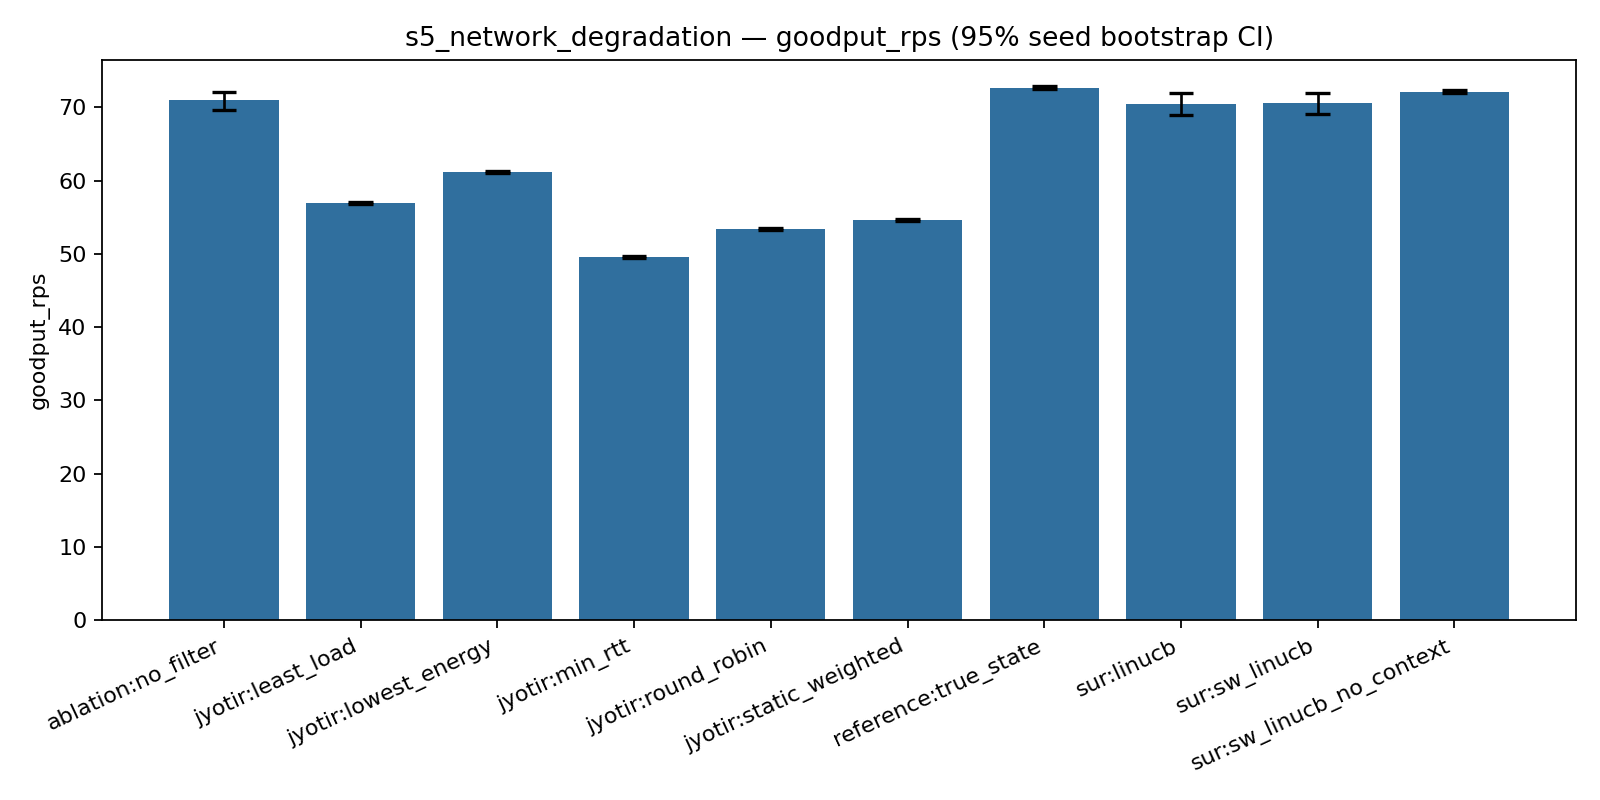 s5_network_degradation — goodput_rps (95% seed bootstrap CI)
goodput_rps
70
60
50
40
30
20
10
0
ablation:no_filter
jyotir:least_load
jyotir:lowest_energy
jyotir:min_rtt
jyotir:round_robin
jyotir:static_weighted
reference:true_state
sur:linucb
sur:sw_linucb
sur:sw_linucb_no_context